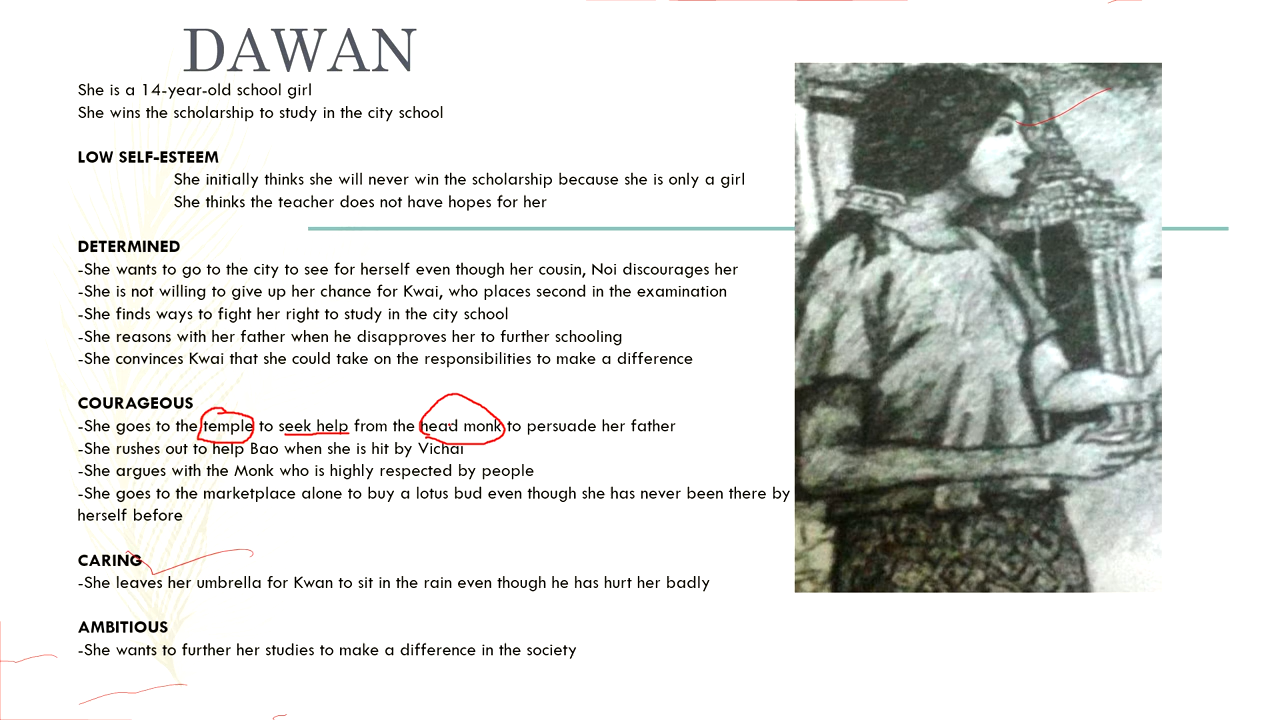 DAWAN
She is a 14-year-old school girl
She wins the scholarship to study in the city school
LOW SELF-ESTEEM
She initially thinks she will never win the scholarship because she is only a girl
She thinks the teacher does not have hopes for her
DETERMINED
-She wants to go to the city to see for herself even though her cousin, Noi discourages her
-She is not willing to give up her chance for Kwai, who places second in the examination
-She finds ways to fight her right to study in the city school
-She reasons with her father when he disapproves her to further schooling
-She convinces Kwai that she could take on the responsibilities to make a difference
COURAGEOUS
-She goes to the temple to seek help from the head monk to persuade her father
-She rushes out to help Bao when she is hit by Vichai
-She argues with the Monk who is highly respected by people
-She goes to the marketplace alone to buy a lotus bud even though she has never been there by
herself before
CARING
-She leaves her umbrella for Kwan to sit in the rain even though he has hurt her badly
AMBITIOUS
-She wants to further her studies to make a difference in the society